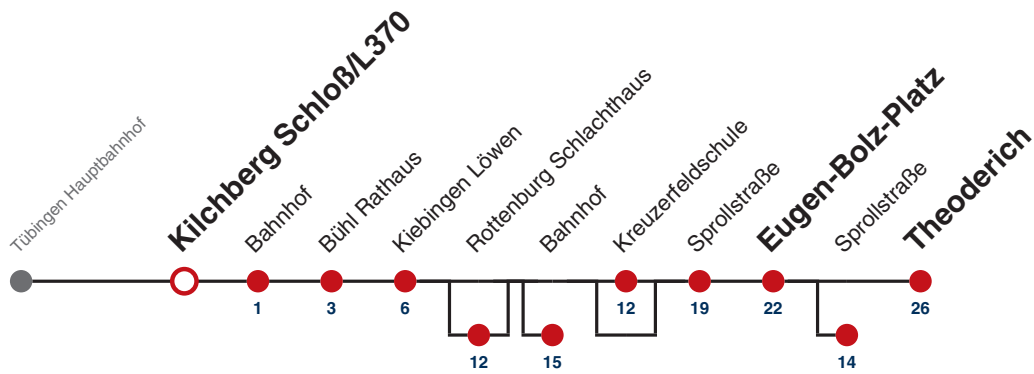 Tübingen Hauptbahnhof
Kilchberg Schloß/L370
Bahnhof
Bühl Rathaus
Kiebingen Löwen
Rottenburg Schlachthaus
Bahnhof
Kreuzerfeldschule
Sprollstraße
Eugen-Bolz-Platz
Sprollstraße
Theoderich
1
3
6
12
19
22
26
12
15
14